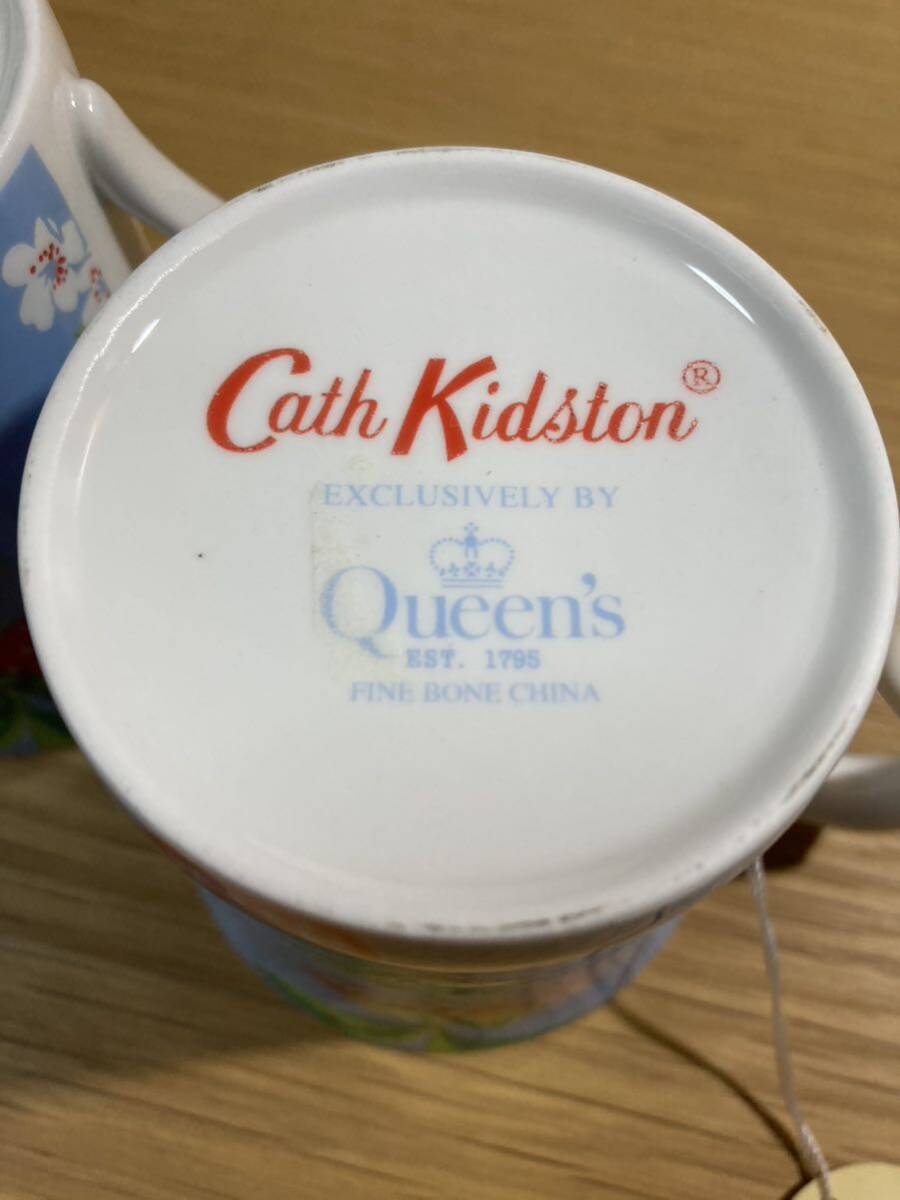 Cath Kidston®
EXCLUSIVELY BY
Queen's
EST. 1795
FINE BONE CHINA